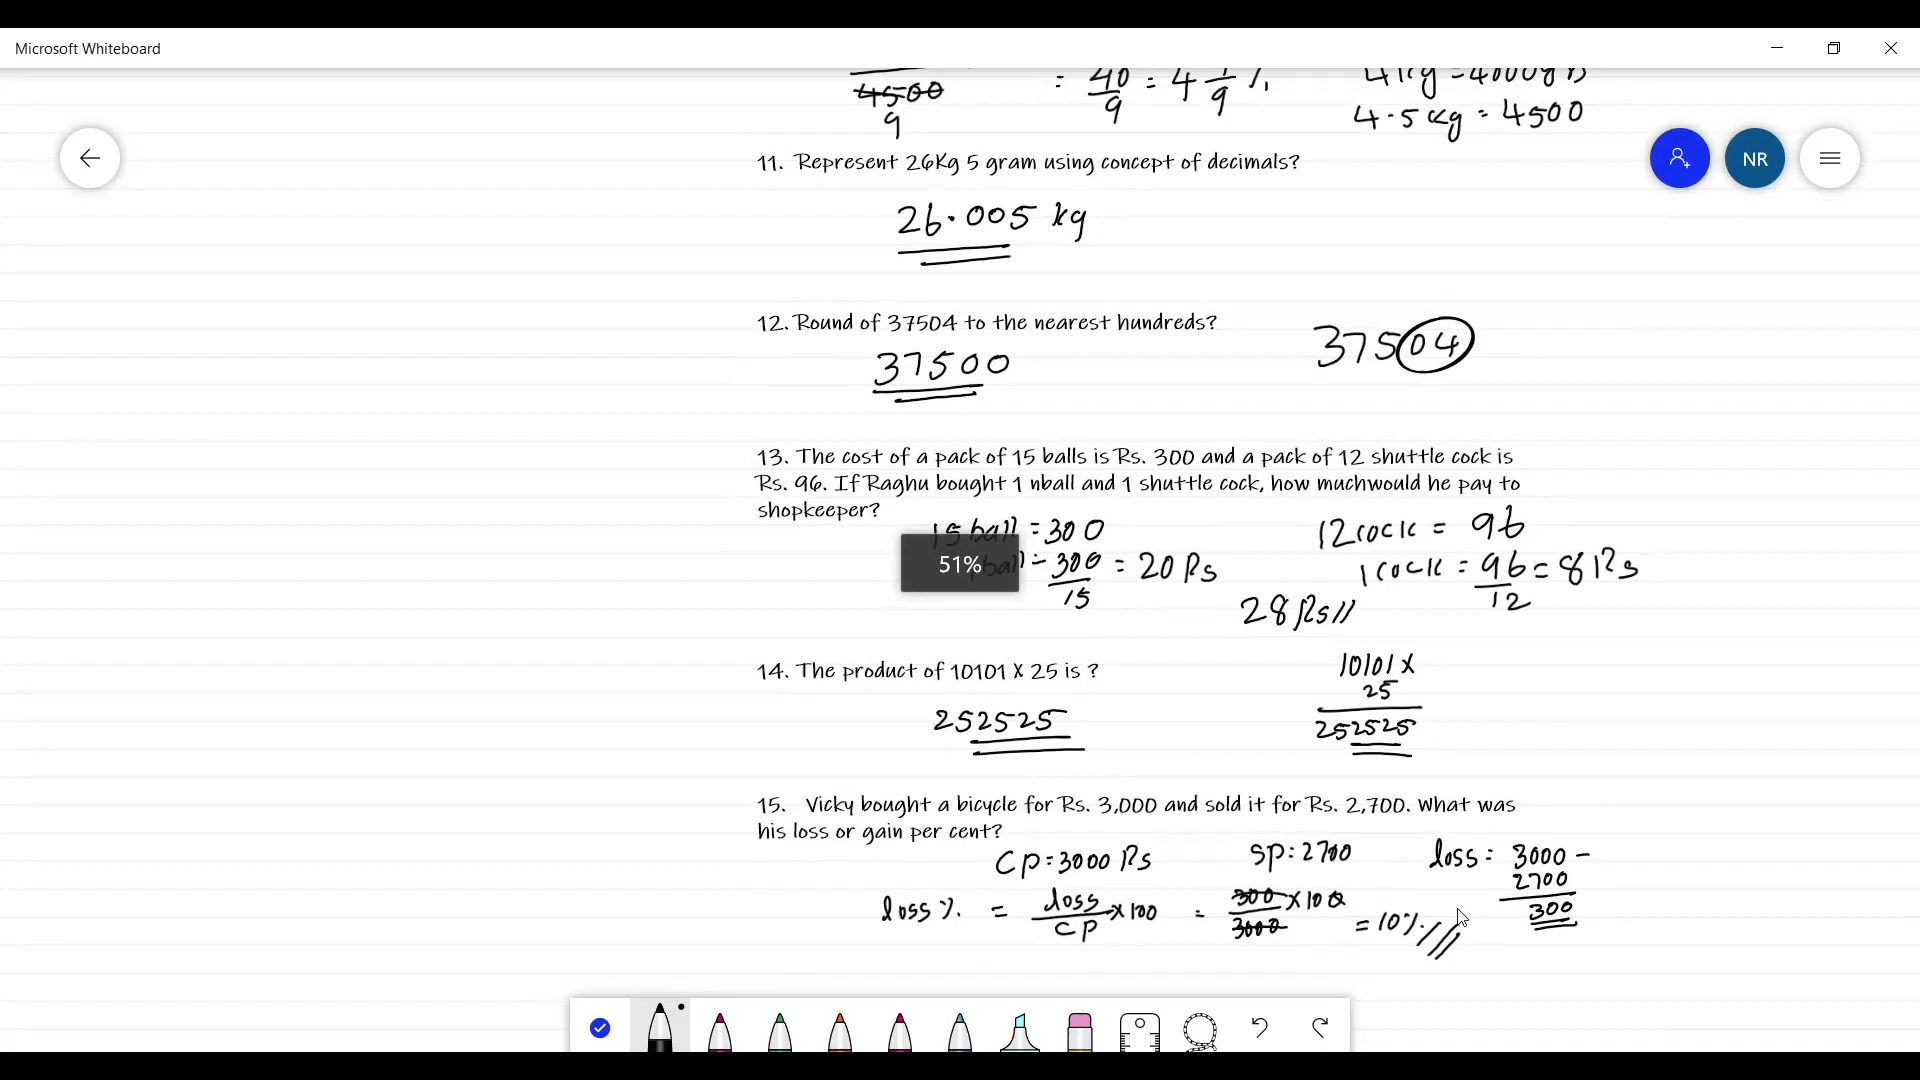 Microsoft Whiteboard
4500
9
= 40/9 = 4 1/9 %
4kg = 4000g
4.5 kg = 4500
NR
11. Represent 26Kg 5 gram using concept of decimals?
26.005 kg
12. Round of 37504 to the nearest hundreds?
37504
37500
13. The cost of a pack of 15 balls is Rs. 300 and a pack of 12 shuttle cock is
Rs. 96. If Raghu bought 1 nball and 1 shuttle cock, how muchwould he pay to
shopkeeper?
15 ball = 300
12 cock = 96
51%
ball = 300/15 = 20 Rs
1 cock = 96/12 = 8 Rs
28 Rs//
14. The product of 10101 X 25 is ?
10101 X
25
252525
252525
15. Vicky bought a bicycle for Rs. 3,000 and sold it for Rs. 2,700. What was
his loss or gain per cent?
CP = 3000 Rs
SP : 2700
loss = 3000 -
2700
300
loss % = loss/CP x 100 = 300/3000 x 100 = 10% ///